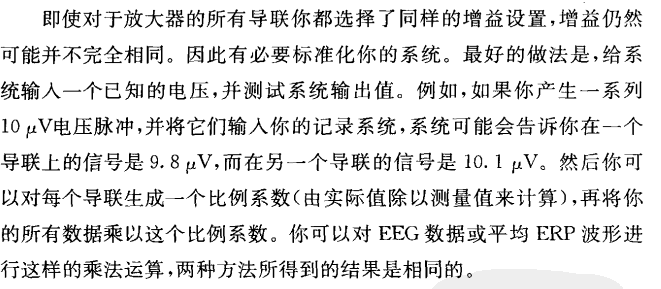 即使对于放大器的所有导联你都选择了同样的增益设置,增益仍然
可能并不完全相同。因此有必要标准化你的系统。最好的做法是,给系
统输入一个已知的电压,并测试系统输出值。例如,如果你产生一系列
10 μV电压脉冲,并将它们输入你的记录系统,系统可能会告诉你在一个
导联上的信号是 9.8 μV,而在另一个导联的信号是 10.1 μV。然后你可
以对每个导联生成一个比例系数(由实际值除以测量值来计算),再将你
的所有数据乘以这个比例系数。你可以对 EEG 数据或平均 ERP 波形进
行这样的乘法运算,两种方法所得到的结果是相同的。